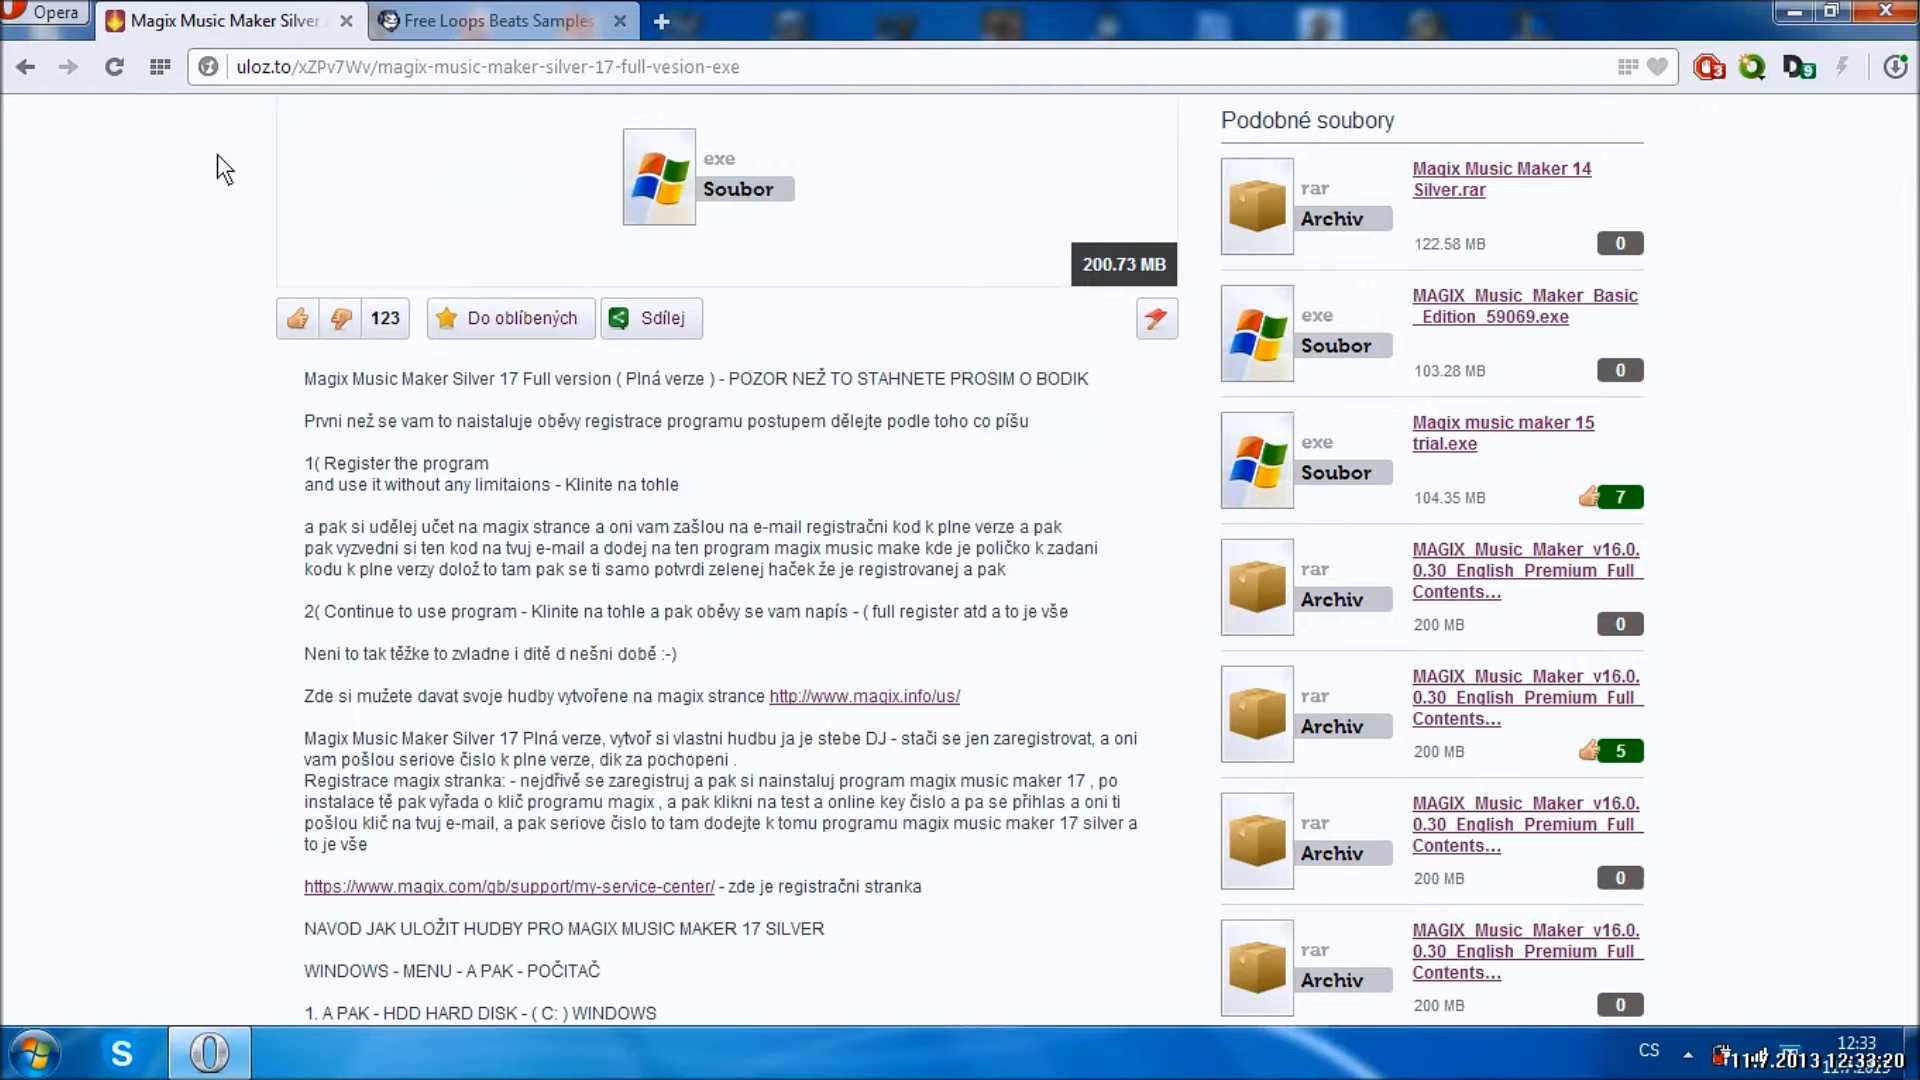 Opera
Magix Music Maker Silver
Free Loops Beats Samples
uloz.to/xZPv7Wv/magix-music-maker-silver-17-full-vesion-exe
3
9
exe
Soubor
200.73 MB
123
Do oblíbených
Sdílej
Magix Music Maker Silver 17 Full version ( Plná verze ) - POZOR NEŽ TO STAHNETE PROSIM O BODIK
Prvni než se vam to naistaluje oběvy registrace programu postupem dělejte podle toho co píšu
1( Register the program
and use it without any limitaions - Klinite na tohle
a pak si udělej učet na magix strance a oni vam zašlou na e-mail registračni kod k plne verze a pak
pak vyzvedni si ten kod na tvuj e-mail a dodej na ten program magix music make kde je poličko k zadani
kodu k plne verzy dolož to tam pak se ti samo potvrdi zelenej haček že je registrovanej a pak
2( Continue to use program - Klinite na tohle a pak oběvy se vam napís - ( full register atd a to je vše
Neni to tak těžke to zvladne i ditě d nešni době :-)
Zde si mužete davat svoje hudby vytvořene na magix strance http://www.magix.info/us/
Magix Music Maker Silver 17 Plná verze, vytvoř si vlastni hudbu ja je stebe DJ - stači se jen zaregistrovat, a oni
vam pošlou seriove čislo k plne verze, dik za pochopeni .
Registrace magix stranka: - nejdřivě se zaregistruj a pak si nainstaluj program magix music maker 17 , po
instalace tě pak vyřada o klič programu magix , a pak klikni na test a online key čislo a pa se přihlas a oni ti
pošlou klič na tvuj e-mail, a pak seriove čislo to tam dodejte k tomu programu magix music maker 17 silver a
to je vše
https://www.magix.com/gb/support/my-service-center/ - zde je registračni stranka
NAVOD JAK ULOŽIT HUDBY PRO MAGIX MUSIC MAKER 17 SILVER
WINDOWS - MENU - A PAK - POČITAČ
1. A PAK - HDD HARD DISK - ( C: ) WINDOWS
Podobné soubory
rar
Archiv
Magix Music Maker 14
Silver.rar
122.58 MB
0
exe
Soubor
MAGIX_Music_Maker_Basic
_Edition_59069.exe
103.28 MB
0
exe
Soubor
Magix music maker 15
trial.exe
104.35 MB
7
rar
Archiv
MAGIX_Music_Maker_v16.0.
0.30_English_Premium_Full_
Contents...
200 MB
0
rar
Archiv
MAGIX_Music_Maker_v16.0.
0.30_English_Premium_Full_
Contents...
200 MB
5
rar
Archiv
MAGIX_Music_Maker_v16.0.
0.30_English_Premium_Full_
Contents...
200 MB
0
rar
Archiv
MAGIX_Music_Maker_v16.0.
0.30_English_Premium_Full_
Contents...
200 MB
0
CS
12:33
11.7.2013 12:33:20